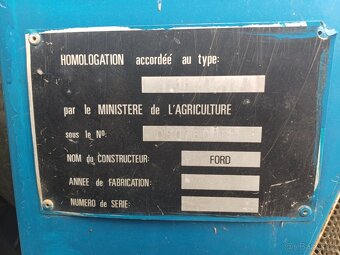 HOMOLOGATION accordée au type:
par le MINISTERE de L'AGRICULTURE
sous le No:
NOM du CONSTRUCTEUR: FORD
ANNEE de FABRICATION:
NUMERO de SERIE: